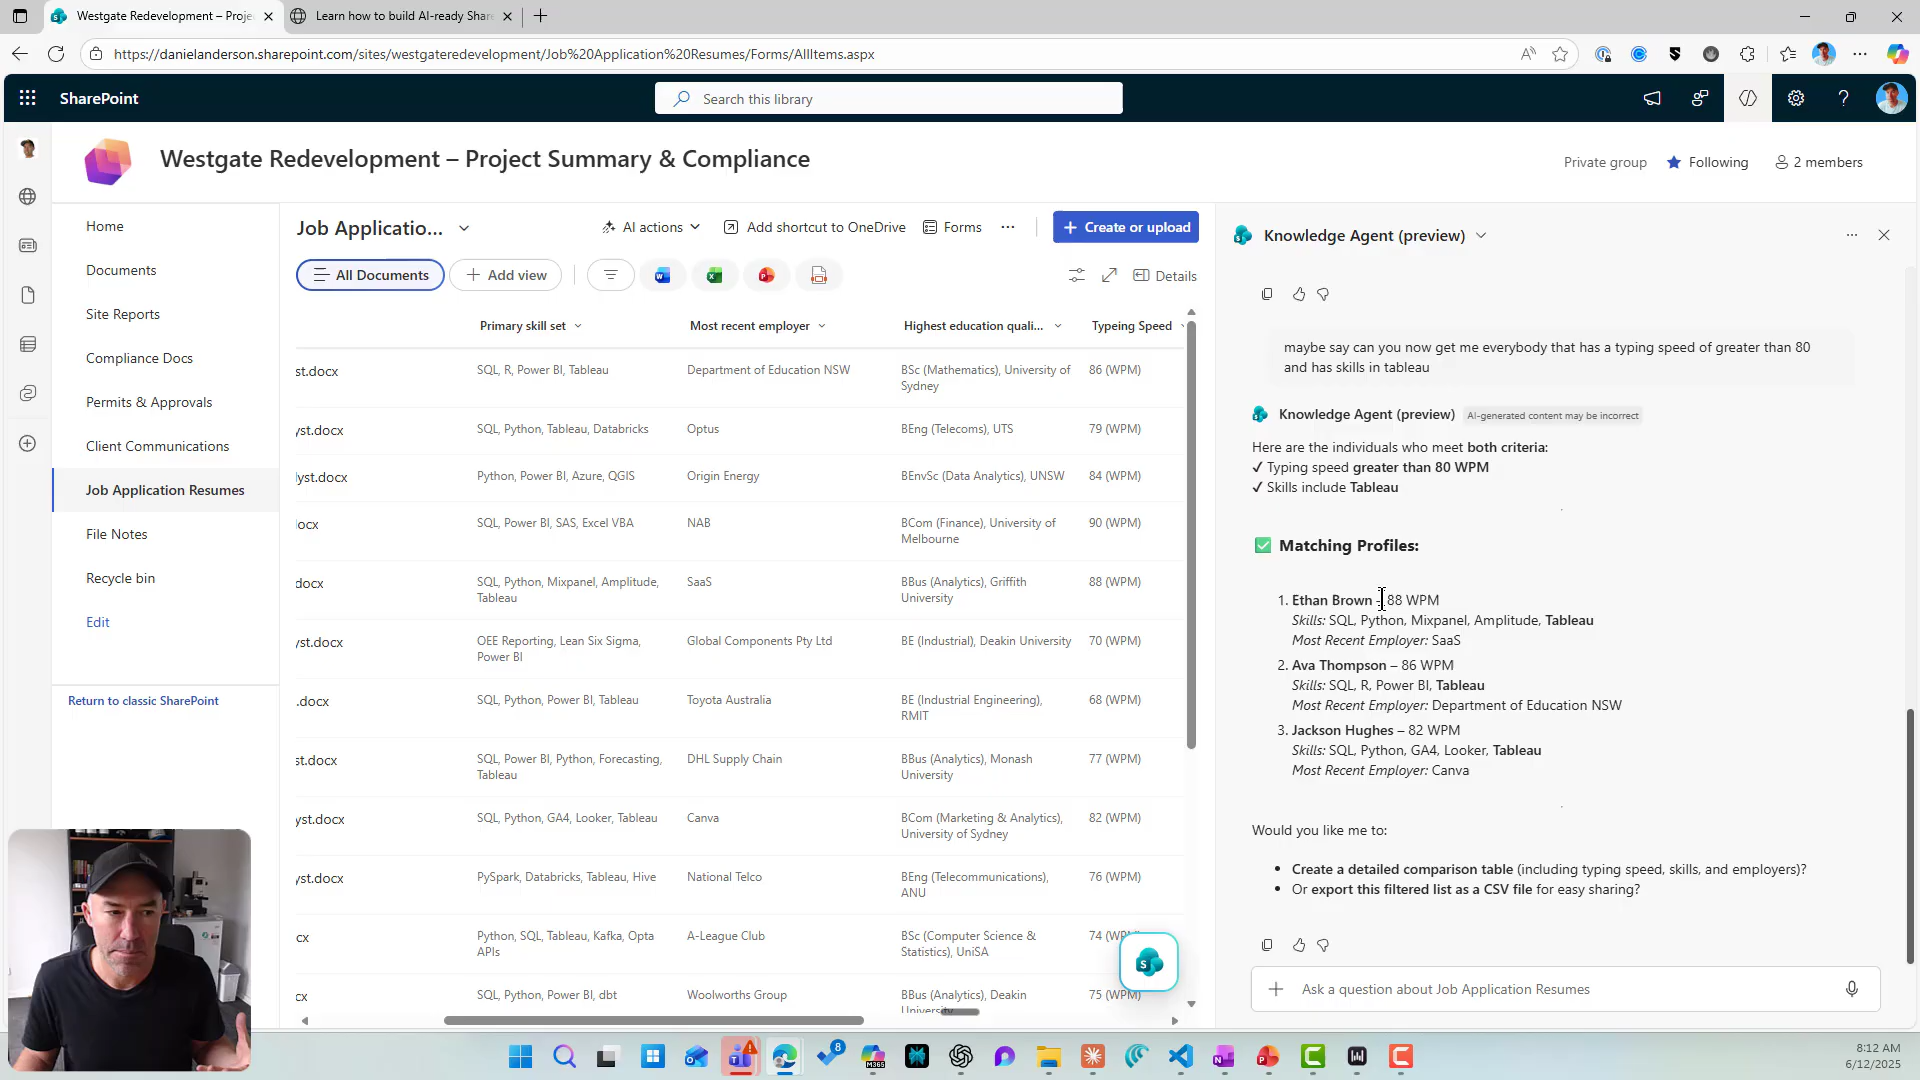 Westgate Redevelopment – Proje
Learn how to build AI-ready Share
https://danielanderson.sharepoint.com/sites/westgateredevelopment/Job%20Application%20Resumes/Forms/AllItems.aspx
SharePoint
Search this library
Westgate Redevelopment – Project Summary & Compliance
Private group
Following
2 members
Home
Documents
Site Reports
Compliance Docs
Permits & Approvals
Client Communications
Job Application Resumes
File Notes
Recycle bin
Edit
Return to classic SharePoint
Job Applicatio...
AI actions
Add shortcut to OneDrive
Forms
Create or upload
All Documents
Add view
Details
Primary skill set
Most recent employer
Highest education quali...
Typeing Speed
st.docx
SQL, R, Power BI, Tableau
Department of Education NSW
BSc (Mathematics), University of
Sydney
86 (WPM)
yst.docx
SQL, Python, Tableau, Databricks
Optus
BEng (Telecoms), UTS
79 (WPM)
lyst.docx
Python, Power BI, Azure, QGIS
Origin Energy
BEnvSc (Data Analytics), UNSW
84 (WPM)
locx
SQL, Power BI, SAS, Excel VBA
NAB
BCom (Finance), University of
Melbourne
90 (WPM)
docx
SQL, Python, Mixpanel, Amplitude,
Tableau
SaaS
BBus (Analytics), Griffith
University
88 (WPM)
yst.docx
OEE Reporting, Lean Six Sigma,
Power BI
Global Components Pty Ltd
BE (Industrial), Deakin University
70 (WPM)
.docx
SQL, Python, Power BI, Tableau
Toyota Australia
BE (Industrial Engineering),
RMIT
68 (WPM)
st.docx
SQL, Power BI, Python, Forecasting,
Tableau
DHL Supply Chain
BBus (Analytics), Monash
University
77 (WPM)
yst.docx
SQL, Python, GA4, Looker, Tableau
Canva
BCom (Marketing & Analytics),
University of Sydney
82 (WPM)
yst.docx
PySpark, Databricks, Tableau, Hive
National Telco
BEng (Telecommunications),
ANU
76 (WPM)
cx
Python, SQL, Tableau, Kafka, Opta
APIs
A-League Club
BSc (Computer Science &
Statistics), UniSA
74 (WPM)
cx
SQL, Python, Power BI, dbt
Woolworths Group
BBus (Analytics), Deakin
University
75 (WPM)
Knowledge Agent (preview)
maybe say can you now get me everybody that has a typing speed of greater than 80
and has skills in tableau
Knowledge Agent (preview)
AI-generated content may be incorrect
Here are the individuals who meet both criteria:
✓ Typing speed greater than 80 WPM
✓ Skills include Tableau
✅ Matching Profiles:
1. Ethan Brown – 88 WPM
Skills: SQL, Python, Mixpanel, Amplitude, Tableau
Most Recent Employer: SaaS
2. Ava Thompson – 86 WPM
Skills: SQL, R, Power BI, Tableau
Most Recent Employer: Department of Education NSW
3. Jackson Hughes – 82 WPM
Skills: SQL, Python, GA4, Looker, Tableau
Most Recent Employer: Canva
Would you like me to:
• Create a detailed comparison table (including typing speed, skills, and employers)?
• Or export this filtered list as a CSV file for easy sharing?
Ask a question about Job Application Resumes
8
M365
8:12 AM
6/12/2025